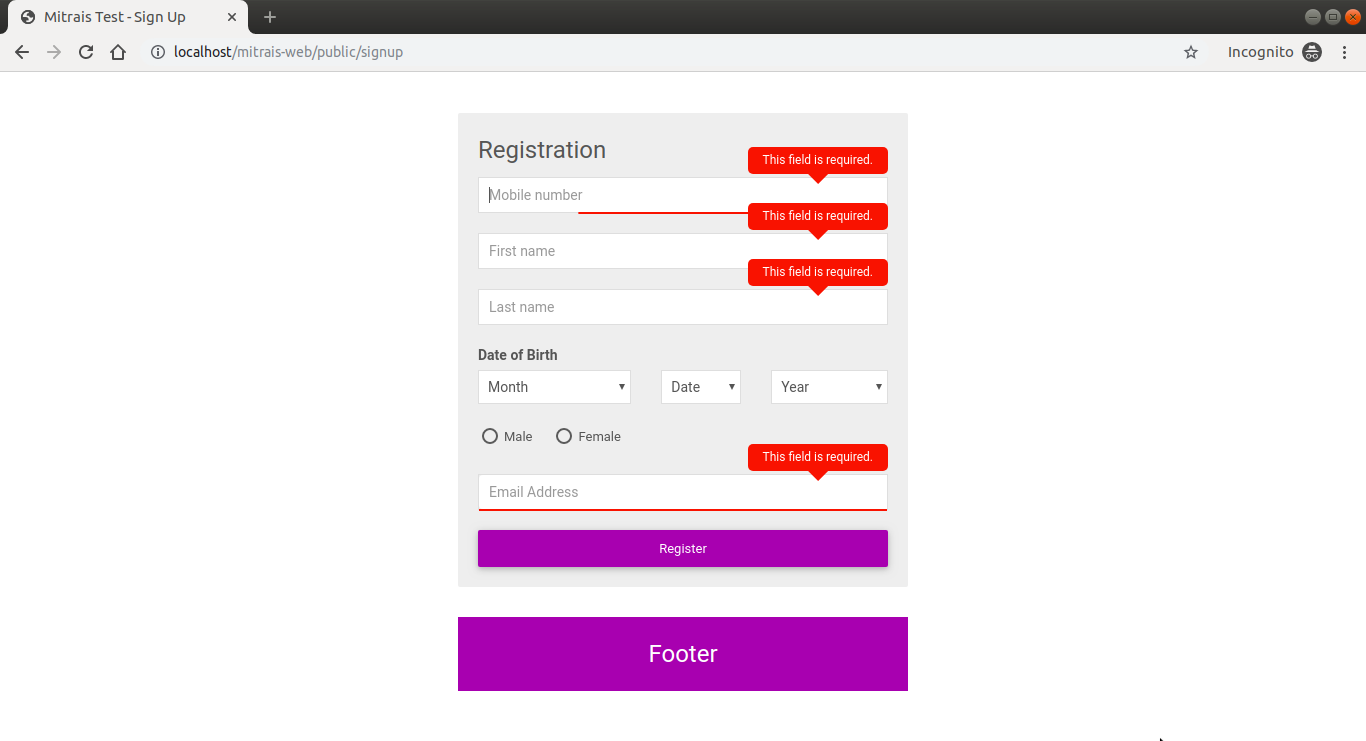 Mitrais Test - Sign Up
localhost/mitrais-web/public/signup
Incognito
Registration
This field is required.
Mobile number
This field is required.
First name
This field is required.
Last name
Date of Birth
Month Date Year
Male Female
This field is required.
Email Address
Register
Footer